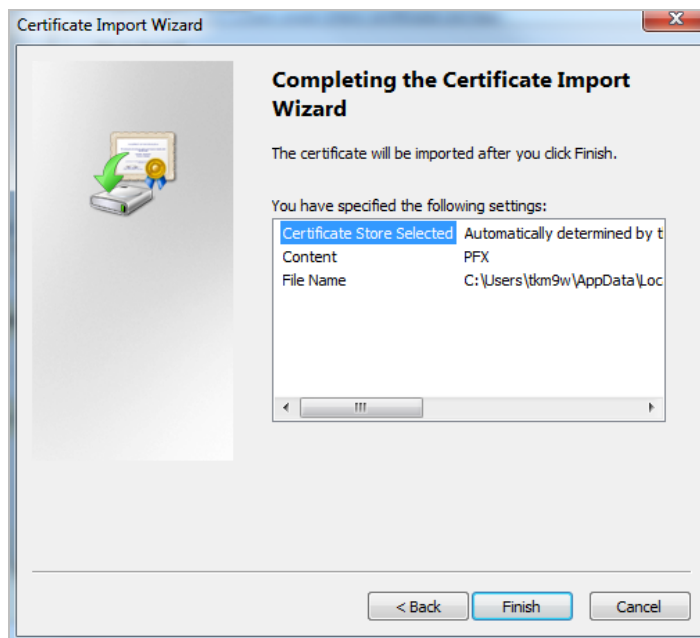 Certificate Import Wizard
Completing the Certificate Import
Wizard
The certificate will be imported after you click Finish.
You have specified the following settings:
Certificate Store Selected Automatically determined by t
Content PFX
File Name C:\Users\tkm9w\AppData\Loc
< Back Finish Cancel